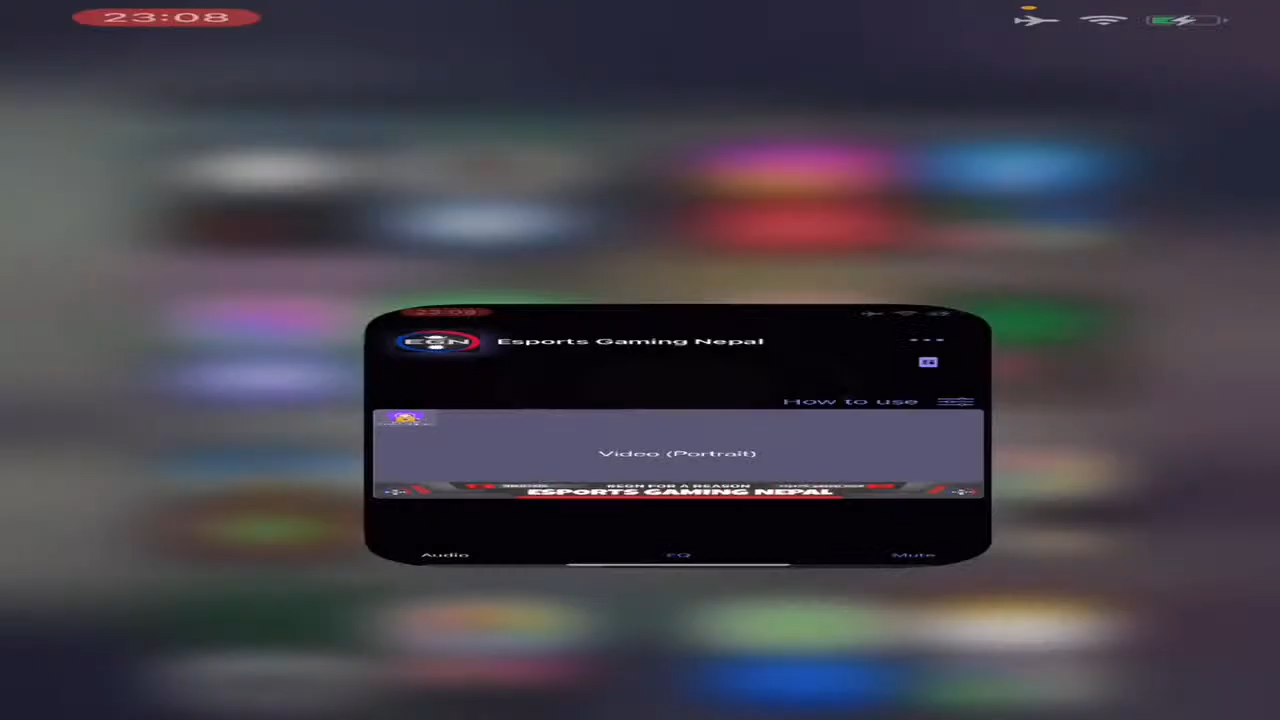 23:08
23:08
EGN
Esports Gaming Nepal
How to use
Video (Portrait)
REGN FOR A REASON
ESPORTS GAMING NEPAL
Audio
EQ
Mute